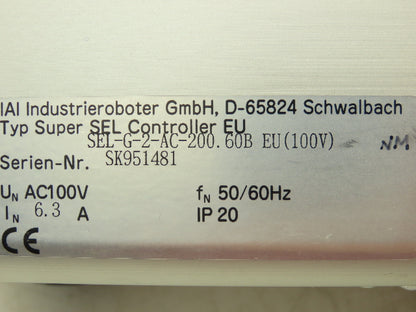 IAI Industrieroboter GmbH, D-65824 Schwalbach
Typ Super SEL Controller EU
SEL-G-2-AC-200.60B EU(100V) NM
Serien-Nr. SK951481
UN AC100V fN 50/60Hz
IN 6.3 A IP 20
CE